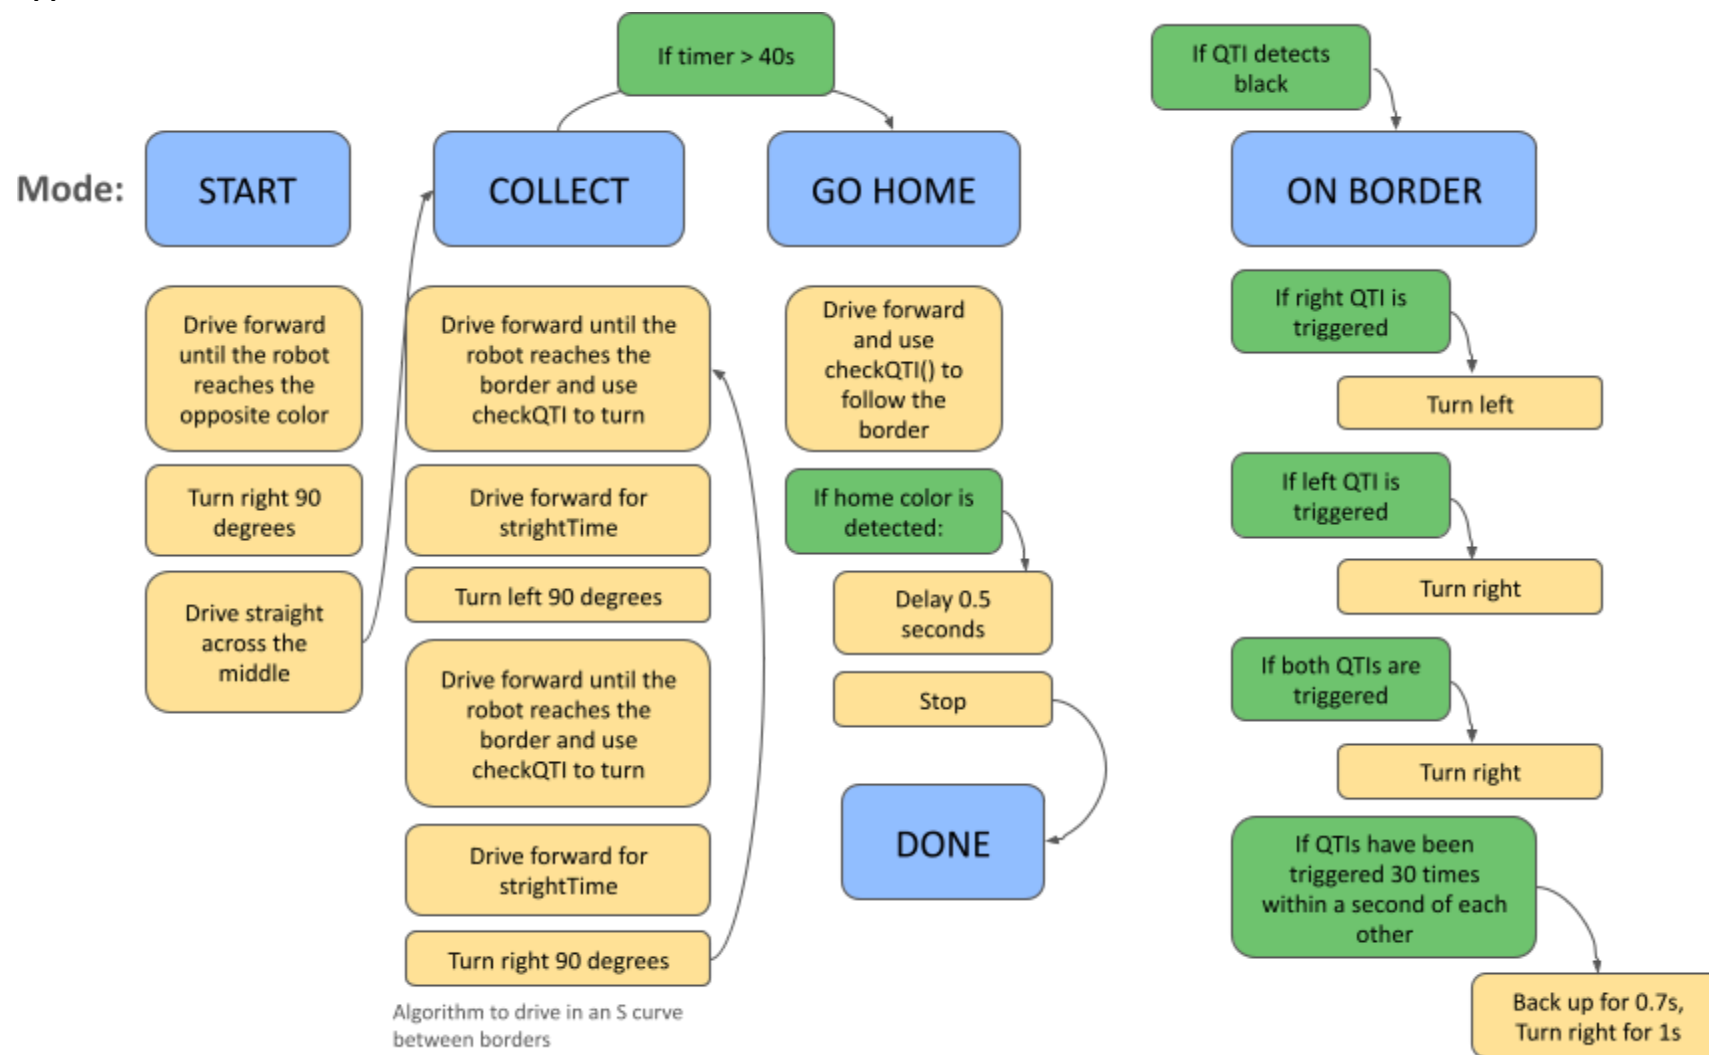 If timer > 40s
If QTI detects
black
Mode:
START
COLLECT
GO HOME
ON BORDER
Drive forward
until the robot
reaches the
opposite color
Turn right 90
degrees
Drive straight
across the
middle
Drive forward until the
robot reaches the
border and use
checkQTI to turn
Drive forward for
strightTime
Turn left 90 degrees
Drive forward until the
robot reaches the
border and use
checkQTI to turn
Drive forward for
strightTime
Turn right 90 degrees
Algorithm to drive in an S curve
between borders
Drive forward
and use
checkQTI() to
follow the
border
If home color is
detected:
Delay 0.5
seconds
Stop
DONE
If right QTI is
triggered
Turn left
If left QTI is
triggered
Turn right
If both QTIs are
triggered
Turn right
If QTIs have been
triggered 30 times
within a second of each
other
Back up for 0.7s,
Turn right for 1s